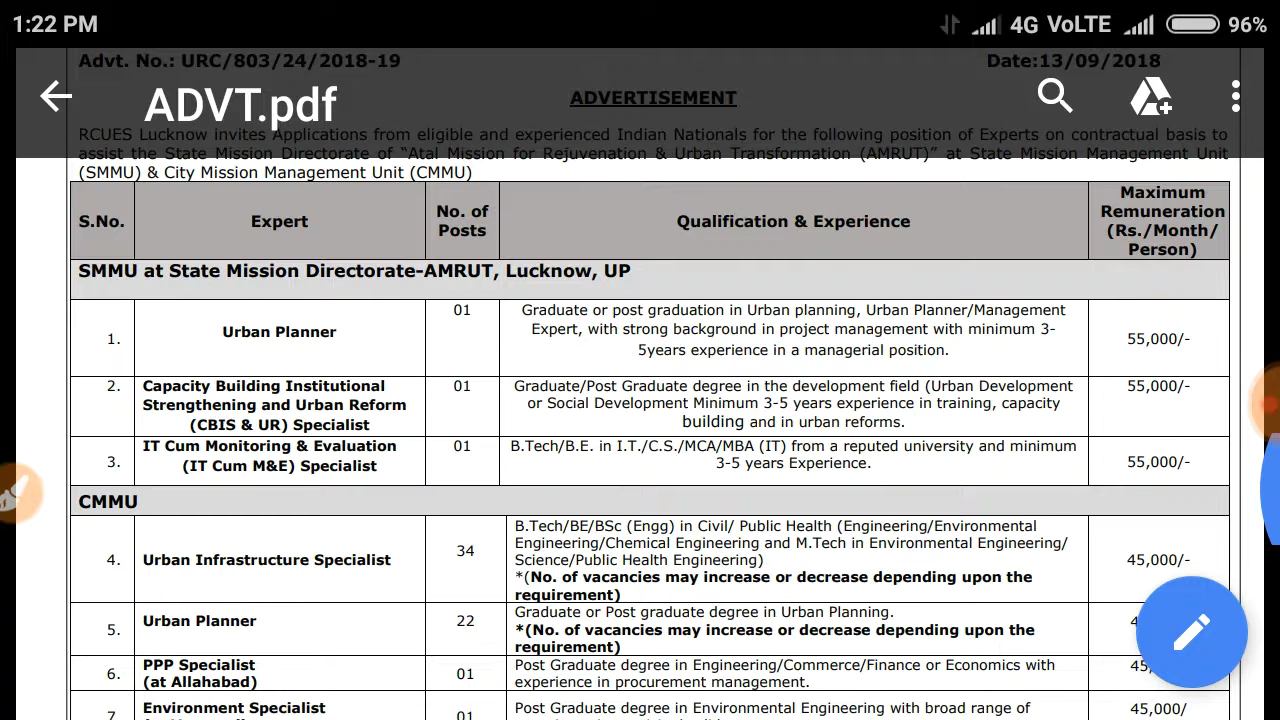 1:22 PM
4G VoLTE 96%
Advt. No.: URC/803/24/2018-19 Date:13/09/2018
ADVT.pdf
ADVERTISEMENT
RCUES Lucknow invites Applications from eligible and experienced Indian Nationals for the following position of Experts on contractual basis to
assist the State Mission Directorate of “Atal Mission for Rejuvenation & Urban Transformation (AMRUT)” at State Mission Management Unit
(SMMU) & City Mission Management Unit (CMMU)
S.No. Expert No. of Posts Qualification & Experience Maximum Remuneration (Rs./Month/ Person)
SMMU at State Mission Directorate-AMRUT, Lucknow, UP
1. Urban Planner 01 Graduate or post graduation in Urban planning, Urban Planner/Management
Expert, with strong background in project management with minimum 3-
5years experience in a managerial position.
55,000/-
2. Capacity Building Institutional
Strengthening and Urban Reform
(CBIS & UR) Specialist
01
Graduate/Post Graduate degree in the development field (Urban Development
or Social Development Minimum 3-5 years experience in training, capacity
building and in urban reforms.
55,000/-
3. IT Cum Monitoring & Evaluation
(IT Cum M&E) Specialist
01
B.Tech/B.E. in I.T./C.S./MCA/MBA (IT) from a reputed university and minimum
3-5 years Experience.
55,000/-
CMMU
4. Urban Infrastructure Specialist 34
B.Tech/BE/BSc (Engg) in Civil/ Public Health (Engineering/Environmental
Engineering/Chemical Engineering and M.Tech in Environmental Engineering/
Science/Public Health Engineering)
*(No. of vacancies may increase or decrease depending upon the
requirement)
45,000/-
5. Urban Planner 22
Graduate or Post graduate degree in Urban Planning.
*(No. of vacancies may increase or decrease depending upon the
requirement)
6. PPP Specialist
(at Allahabad)
01
Post Graduate degree in Engineering/Commerce/Finance or Economics with
experience in procurement management.
7. Environment Specialist 01
Post Graduate degree in Environmental Engineering with broad range of
45,000/